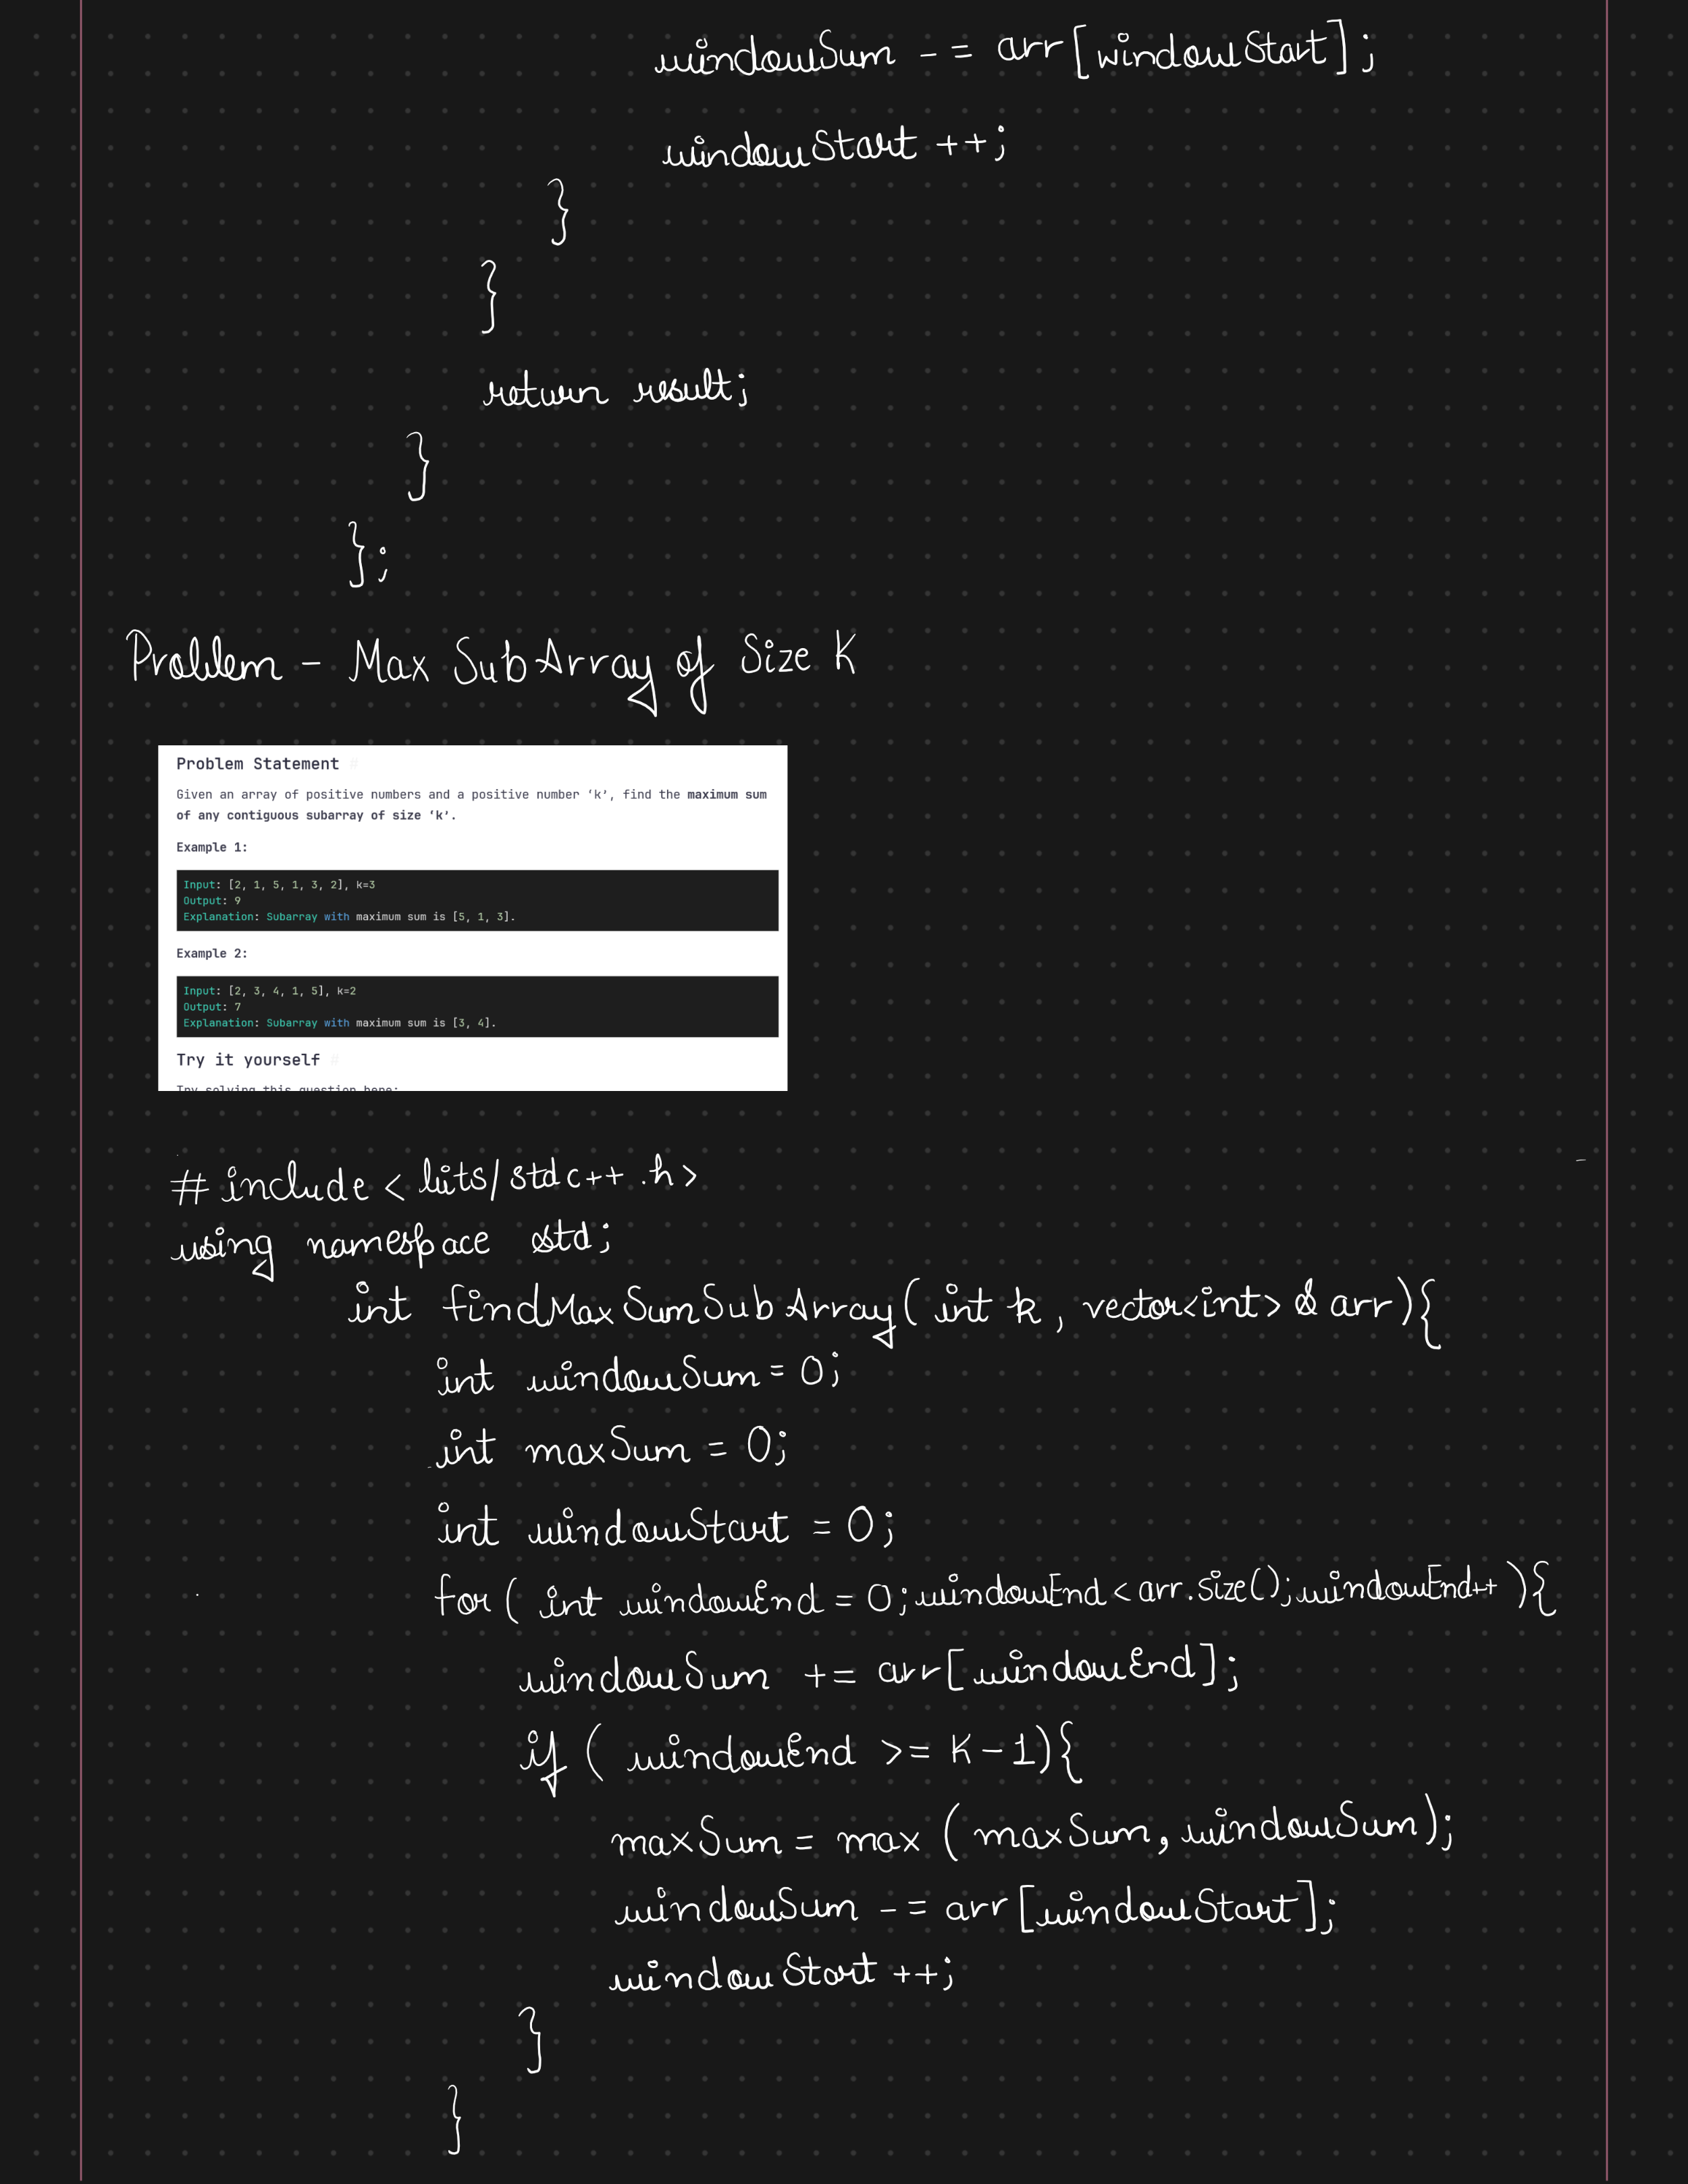 windowSum -= arr[windowStart];
windowStart ++;
}
}
return result;
}
};
Problem - Max SubArray of Size K
Problem Statement #
Given an array of positive numbers and a positive number ‘k’, find the maximum sum
of any contiguous subarray of size ‘k’.
Example 1:
Input: [2, 1, 5, 1, 3, 2], k=3
Output: 9
Explanation: Subarray with maximum sum is [5, 1, 3].
Example 2:
Input: [2, 3, 4, 1, 5], k=2
Output: 7
Explanation: Subarray with maximum sum is [3, 4].
Try it yourself #
Try solving this question here:
# include < bits/stdc++ .h>
using namespace std;
int findMaxSumSubArray( int k , vector<int> & arr){
int windowSum = 0;
int maxSum = 0;
int windowStart = 0;
for ( int windowEnd = 0; windowEnd < arr.size(); windowEnd++ ){
windowSum += arr[windowEnd];
if ( windowEnd >= K-1){
maxSum = max ( maxSum, windowSum);
windowSum -= arr[windowStart];
windowStart ++;
}
}